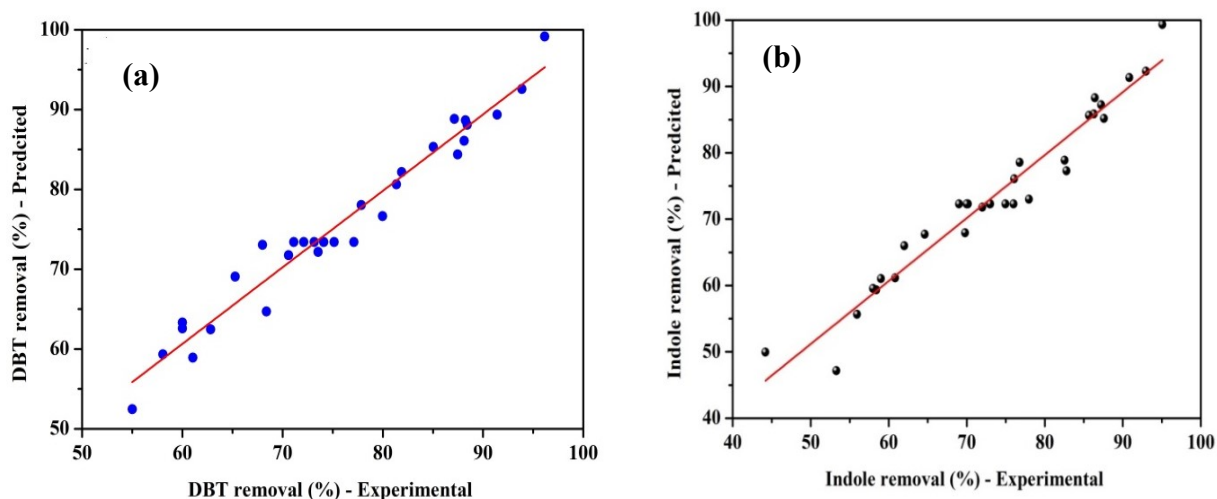 (a)
DBT removal (%) - Predcited
100
90
80
70
60
50
50 60 70 80 90 100
DBT removal (%) - Experimental
(b)
Indole removal (%) - Predcited
100
90
80
70
60
50
40
40 50 60 70 80 90 100
Indole removal (%) - Experimental